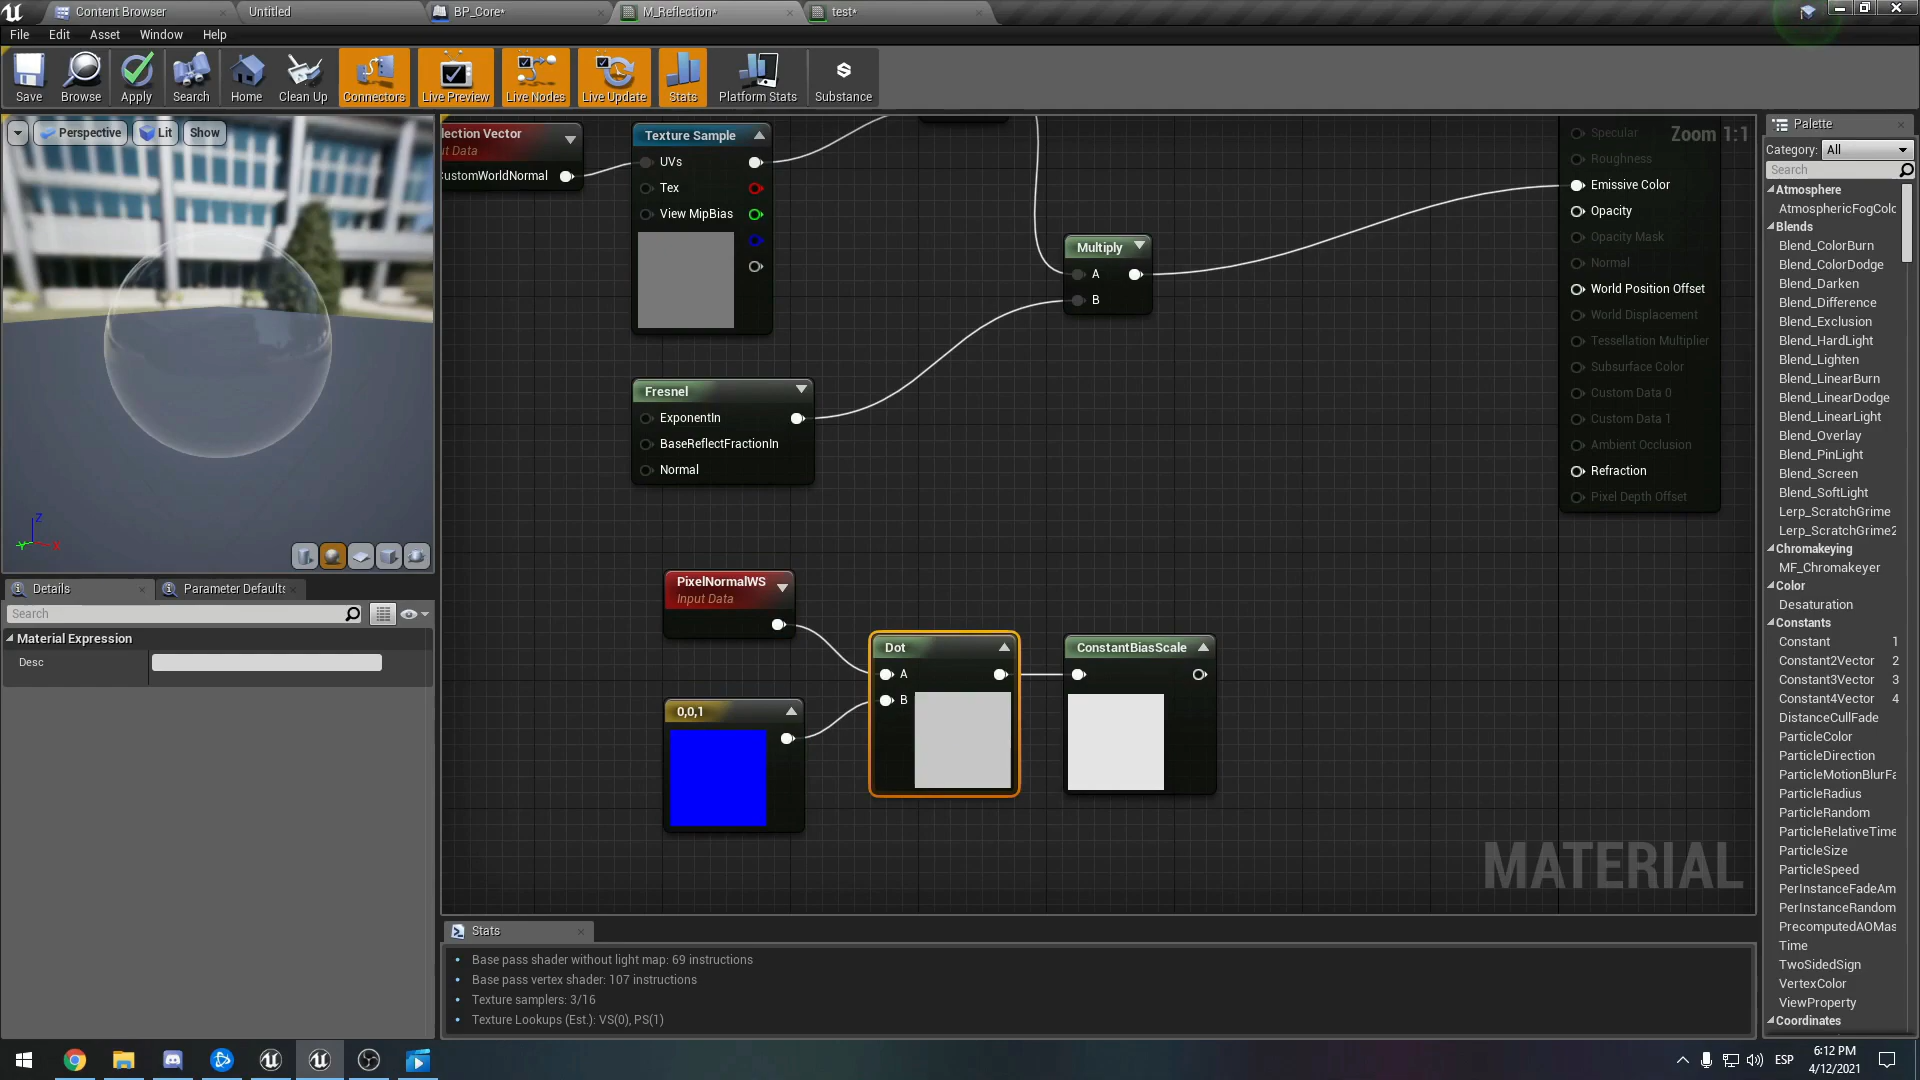 Content Browser
Untitled
BP_Core*
M_Reflection*
test*
File Edit Asset Window Help
Save Browse Apply Search Home Clean Up Connectors Live Preview Live Nodes Live Update Stats Platform Stats Substance
Perspective Lit Show
Z
Y
X
Details
Parameter Defaults
Search
Material Expression
Desc
lection Vector
ut Data
CustomWorldNormal
Texture Sample
UVs
Tex
View MipBias
Multiply
A
B
Fresnel
ExponentIn
BaseReflectFractionIn
Normal
PixelNormalWS
Input Data
0,0,1
Dot
A
B
ConstantBiasScale
Zoom 1:1
Specular
Roughness
Emissive Color
Opacity
Opacity Mask
Normal
World Position Offset
World Displacement
Tessellation Multiplier
Subsurface Color
Custom Data 0
Custom Data 1
Ambient Occlusion
Refraction
Pixel Depth Offset
MATERIAL
Stats
Base pass shader without light map: 69 instructions
Base pass vertex shader: 107 instructions
Texture samplers: 3/16
Texture Lookups (Est.): VS(0), PS(1)
Palette
Category: All
Search
Atmosphere
AtmosphericFogColo
Blends
Blend_ColorBurn
Blend_ColorDodge
Blend_Darken
Blend_Difference
Blend_Exclusion
Blend_HardLight
Blend_Lighten
Blend_LinearBurn
Blend_LinearDodge
Blend_LinearLight
Blend_Overlay
Blend_PinLight
Blend_Screen
Blend_SoftLight
Lerp_ScratchGrime
Lerp_ScratchGrime2
Chromakeying
MF_Chromakeyer
Color
Desaturation
Constants
Constant 1
Constant2Vector 2
Constant3Vector 3
Constant4Vector 4
DistanceCullFade
ParticleColor
ParticleDirection
ParticleMotionBlurFa
ParticleRadius
ParticleRandom
ParticleRelativeTime
ParticleSize
ParticleSpeed
PerInstanceFadeAm
PerInstanceRandom
PrecomputedAOMas
Time
TwoSidedSign
VertexColor
ViewProperty
Coordinates
ESP
6:12 PM
4/12/2021